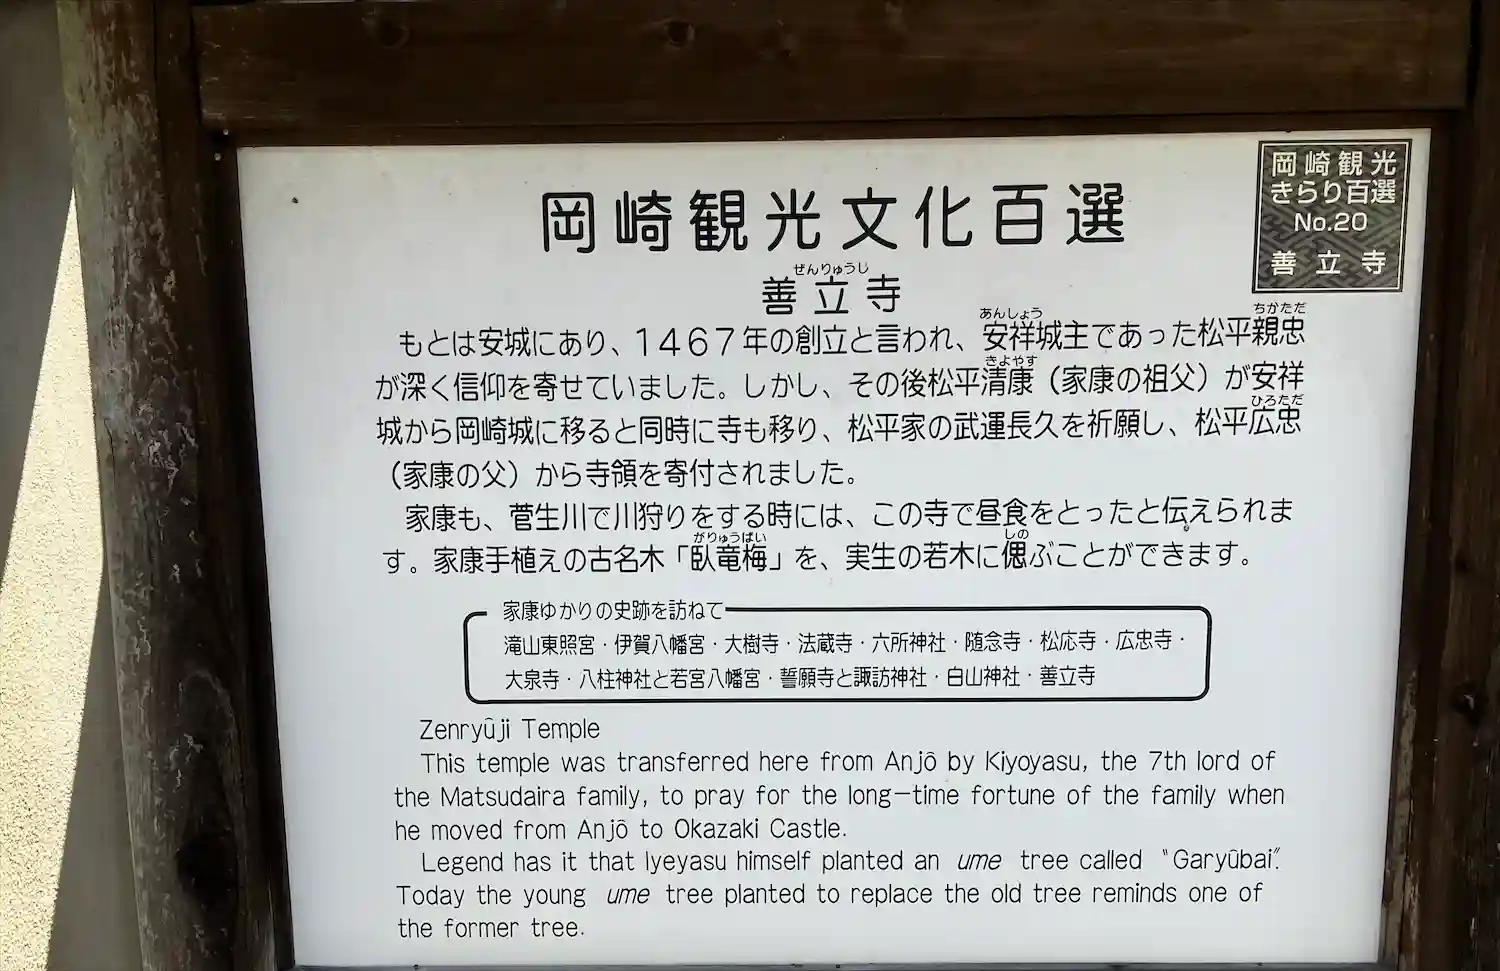 岡崎観光文化百選
岡崎観光
きらり百選
No.20
善立寺
ぜんりゅうじ
善立寺
あんしょう ちかただ
もとは安城にあり、1467年の創立と言われ、安祥城主であった松平親忠
きよやす
が深く信仰を寄せていました。しかし、その後松平清康（家康の祖父）が安祥
ひろただ
城から岡崎城に移ると同時に寺も移り、松平家の武運長久を祈願し、松平広忠
（家康の父）から寺領を寄付されました。
家康も、菅生川で川狩りをする時には、この寺で昼食をとったと伝えられま
がりゅうばい しの
す。家康手植えの古名木「臥竜梅」を、実生の若木に偲ぶことができます。
家康ゆかりの史跡を訪ねて
滝山東照宮・伊賀八幡宮・大樹寺・法蔵寺・六所神社・随念寺・松応寺・広忠寺・
大泉寺・八柱神社と若宮八幡宮・誓願寺と諏訪神社・白山神社・善立寺
Zenryûji Temple
This temple was transferred here from Anjô by Kiyoyasu, the 7th lord of
the Matsudaira family, to pray for the long-time fortune of the family when
he moved from Anjô to Okazaki Castle.
Legend has it that Iyeyasu himself planted an ume tree called "Garyûbai".
Today the young ume tree planted to replace the old tree reminds one of
the former tree.